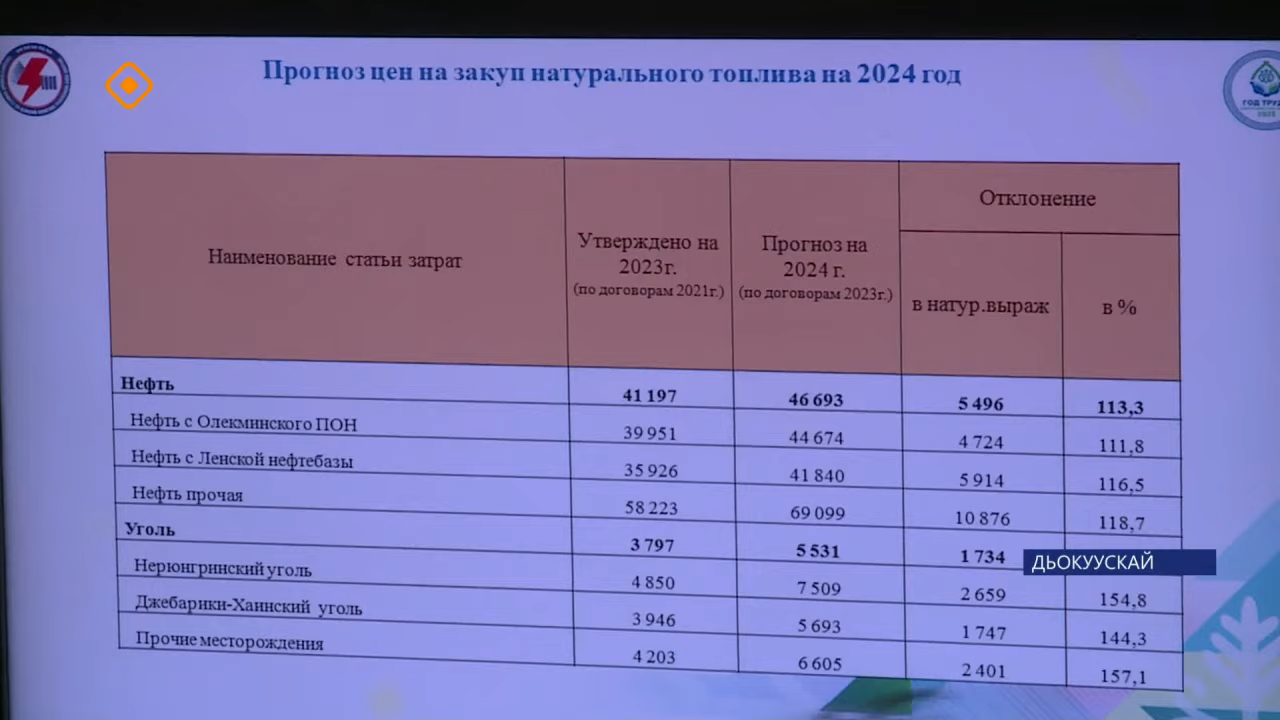 Прогноз цен на закуп натурального топлива на 2024 год
ГОД ТРУД
Наименование статьи затрат
Утверждено на
2023г.
(по договорам 2021г.)
Прогноз на
2024 г.
(по договорам 2023г.)
Отклонение
в натур.выраж
в %
Нефть 41 197 46 693 5 496 113,3
Нефть с Олекминского ПОН 39 951 44 674 4 724 111,8
Нефть с Ленской нефтебазы 35 926 41 840 5 914 116,5
Нефть прочая 58 223 69 099 10 876 118,7
Уголь 3 797 5 531 1 734
ДЬОКУУСКАЙ
Нерюнгринский уголь 4 850 7 509 2 659 154,8
Джебарики-Хаинский уголь 3 946 5 693 1 747 144,3
Прочие месторождения 4 203 6 605 2 401 157,1